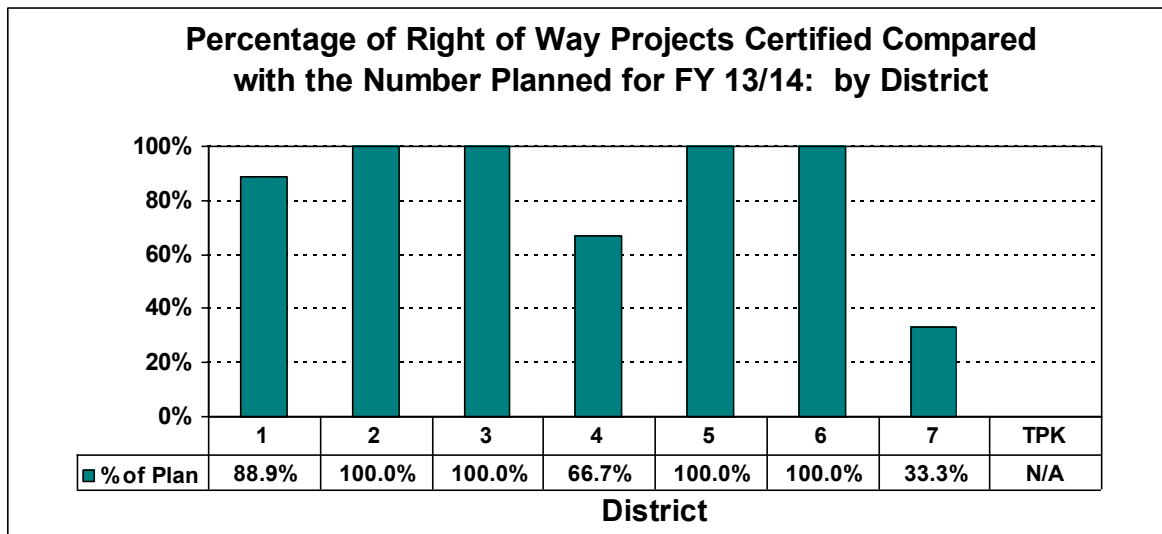 Percentage of Right of Way Projects Certified Compared
with the Number Planned for FY 13/14:  by District
100%
80%
60%
40%
20%
0%
1 2 3 4 5 6 7 TPK
% of Plan 88.9% 100.0% 100.0% 66.7% 100.0% 100.0% 33.3% N/A
District